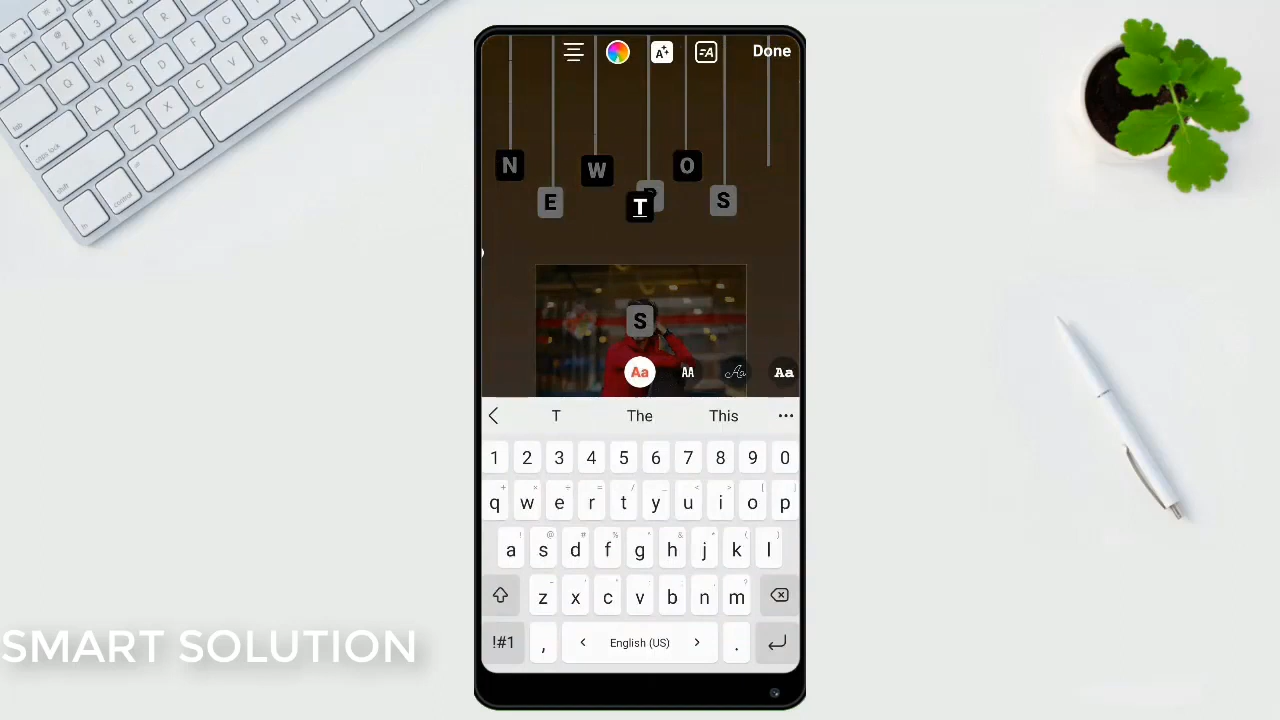 Done
N W O
E P T S
S
Aa AA Aa Aa
T The This
1 2 3 4 5 6 7 8 9 0
q w e r t y u i o p
a s d f g h j k l
z x c v b n m
!#1 , English (US) .
SMART SOLUTION